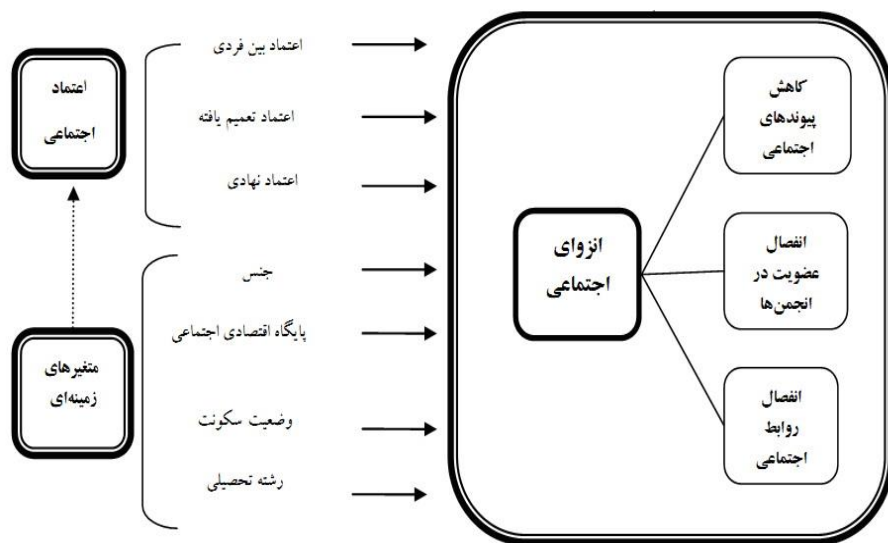 اعتماد
اجتماعی
اعتماد بین فردی
اعتماد تعمیم یافته
اعتماد نهادی
متغیرهای
زمینه‌ای
جنس
پایگاه اقتصادی اجتماعی
وضعیت سکونت
رشته تحصیلی
انزوای
اجتماعی
کاهش
پیوندهای
اجتماعی
انفصال
عضویت در
انجمن‌ها
انفصال
روابط
اجتماعی